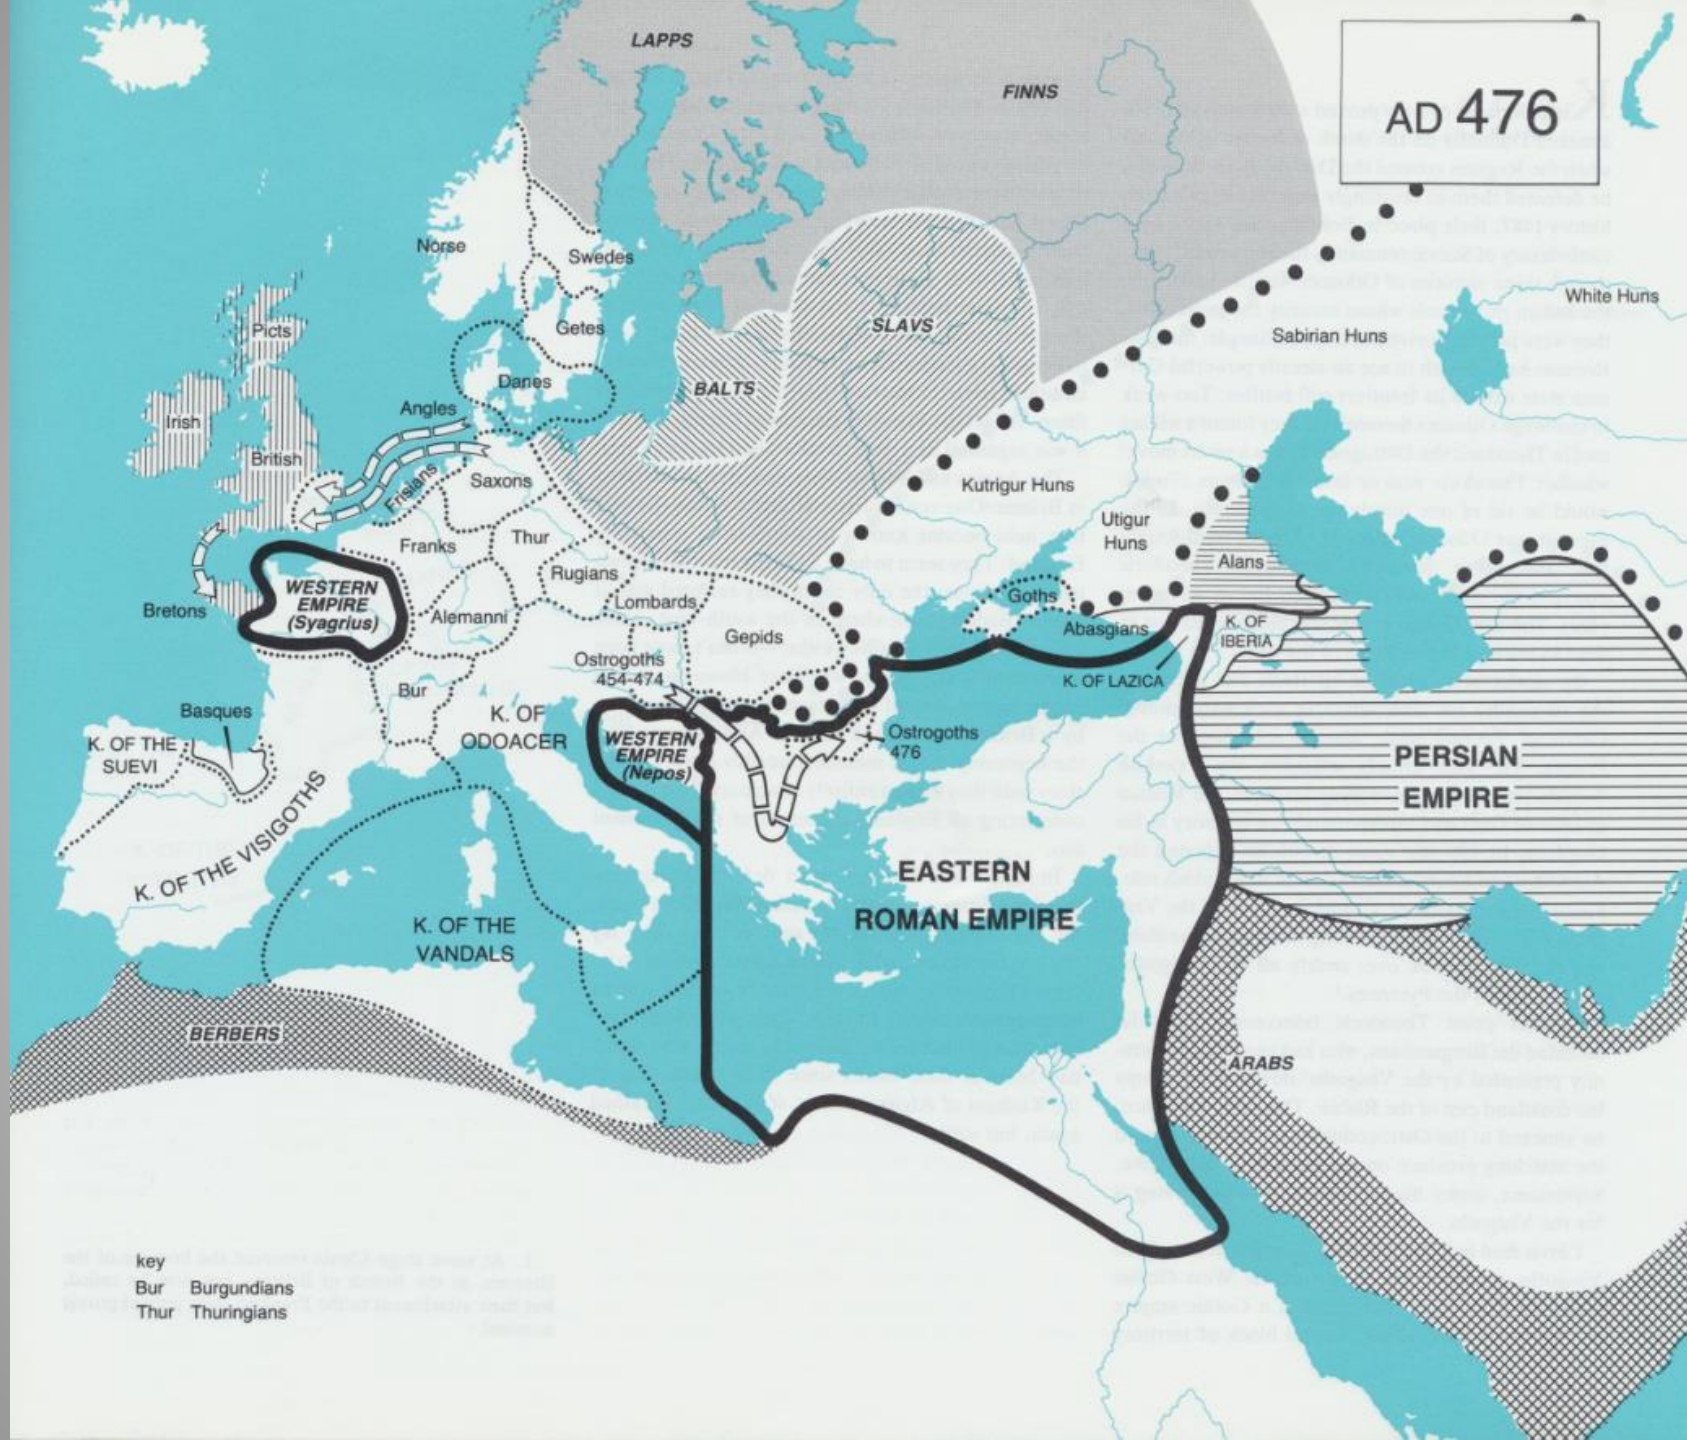 LAPPS
FINNS
AD 476
Norse
Swedes
White Huns
Picts
Getes
SLAVS
Sabirian Huns
Danes
BALTS
Angles
Irish
British
Frisians
Saxons
Kutrigur Huns
Utigur
Huns
Franks
Thur
Alans
Rugians
WESTERN
EMPIRE
(Syagrius)
Bretons
Lombards
Goths
Alemanni
Abasgians
K. OF
IBERIA
Gepids
Ostrogoths
454-474
K. OF LAZICA
Bur
Basques
K. OF
ODOACER
K. OF THE
SUEVI
WESTERN
EMPIRE
(Nepos)
Ostrogoths
476
PERSIAN
EMPIRE
K. OF THE VISIGOTHS
EASTERN
ROMAN EMPIRE
K. OF THE
VANDALS
BERBERS
ARABS
key
Bur Burgundians
Thur Thuringians